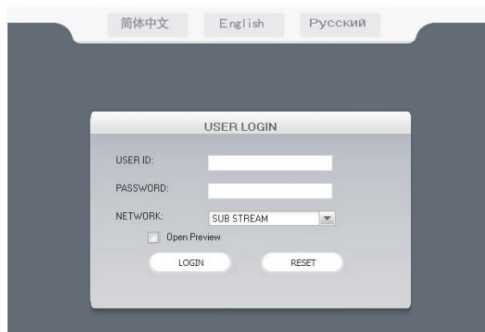 简体中文 English Русский
USER LOGIN
USER ID:
PASSWORD:
NETWORK: SUB STREAM
Open Preview
LOGIN RESET